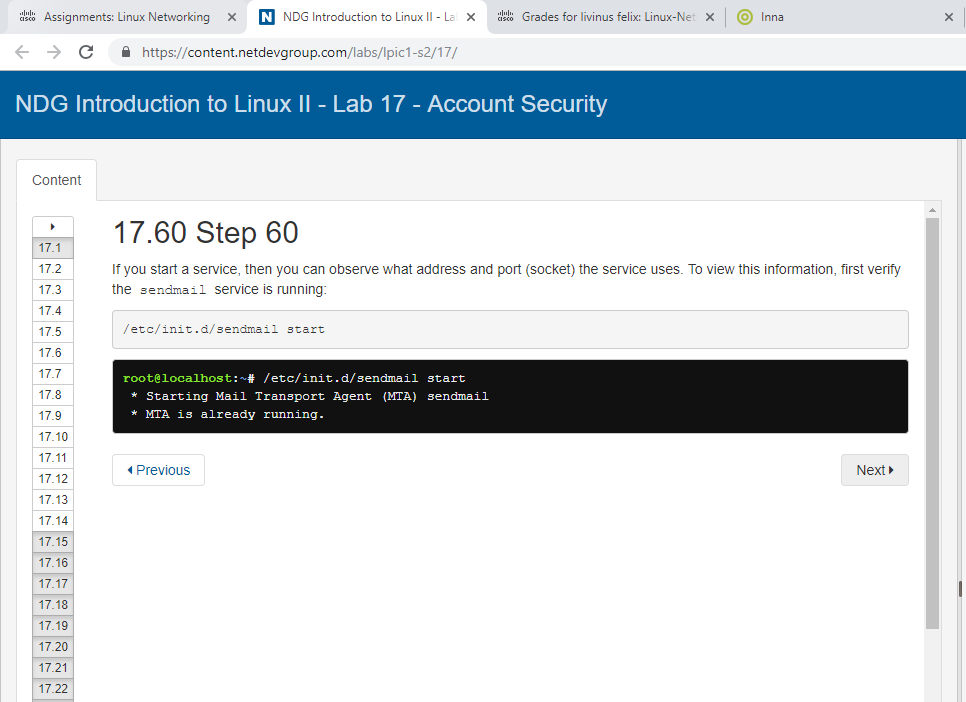 Assignments: Linux Networking
NDG Introduction to Linux II - La
Grades for livinus felix: Linux-Net
Inna
https://content.netdevgroup.com/labs/lpic1-s2/17/
NDG Introduction to Linux II - Lab 17 - Account Security
Content
17.1
17.2
17.3
17.4
17.5
17.6
17.7
17.8
17.9
17.10
17.11
17.12
17.13
17.14
17.15
17.16
17.17
17.18
17.19
17.20
17.21
17.22
17.60 Step 60
If you start a service, then you can observe what address and port (socket) the service uses. To view this information, first verify
the sendmail service is running:
/etc/init.d/sendmail start
root@localhost:~# /etc/init.d/sendmail start
* Starting Mail Transport Agent (MTA) sendmail
* MTA is already running.
Previous
Next